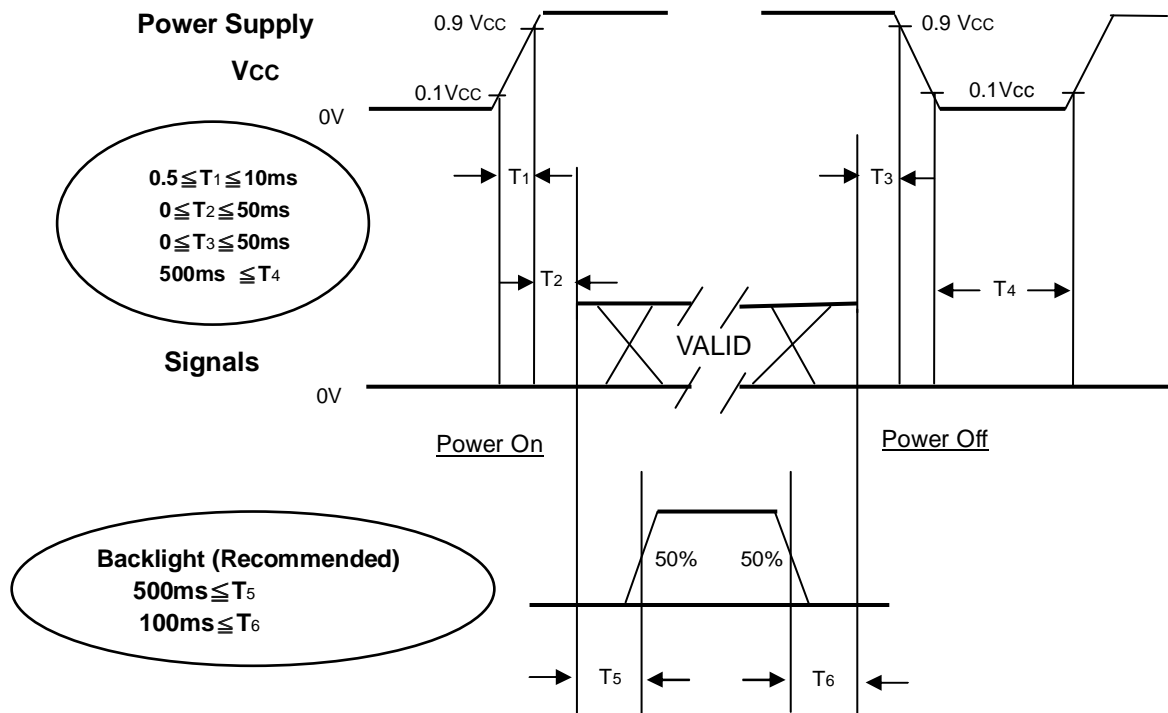 Power Supply
VCC
0.9 VCC
0.1VCC
0V
0.9 VCC
0.1VCC
0.5≦T1≦10ms
0≦T2≦50ms
0≦T3≦50ms
500ms ≦T4
T1
T2
T3
T4
Signals
VALID
0V
Power On
Power Off
Backlight (Recommended)
500ms≦T5
100ms≦T6
50%
50%
T5
T6